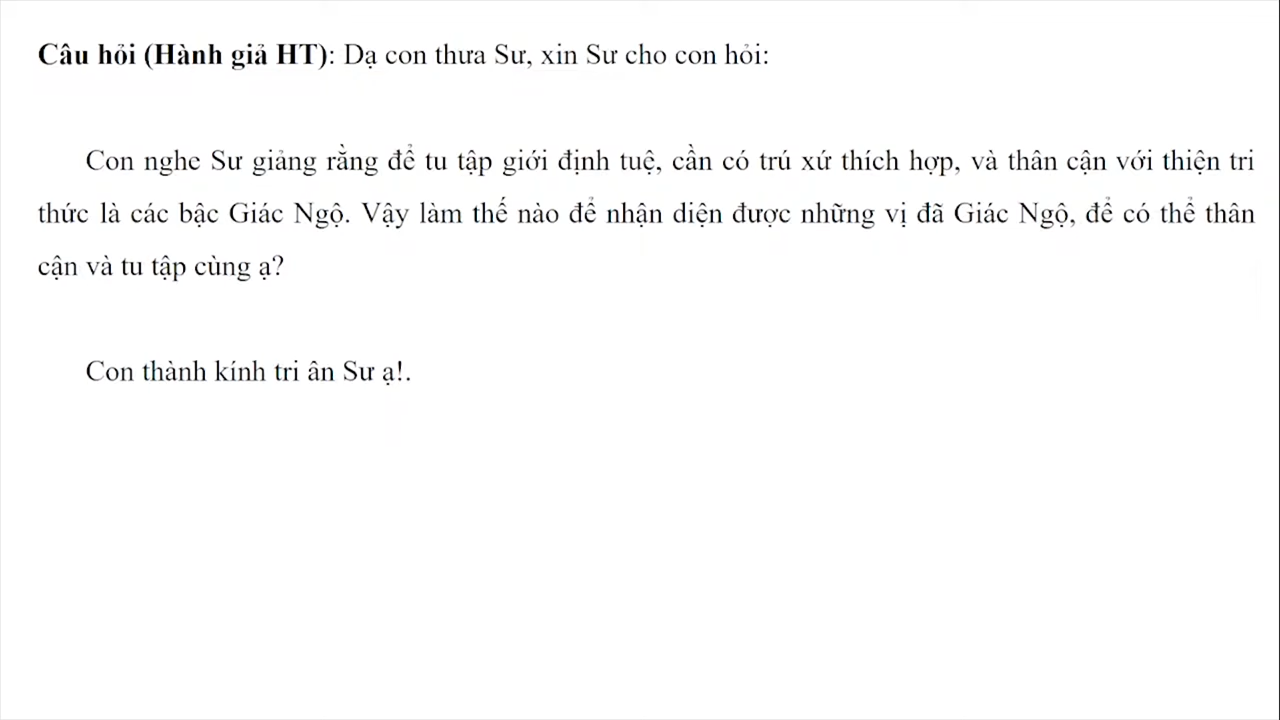 Câu hỏi (Hành giả HT): Dạ con thưa Sư, xin Sư cho con hỏi:
Con nghe Sư giảng rằng để tu tập giới định tuệ, cần có trú xứ thích hợp, và thân cận với thiện tri
thức là các bậc Giác Ngộ. Vậy làm thế nào để nhận diện được những vị đã Giác Ngộ, để có thể thân
cận và tu tập cùng ạ?
Con thành kính tri ân Sư ạ!.